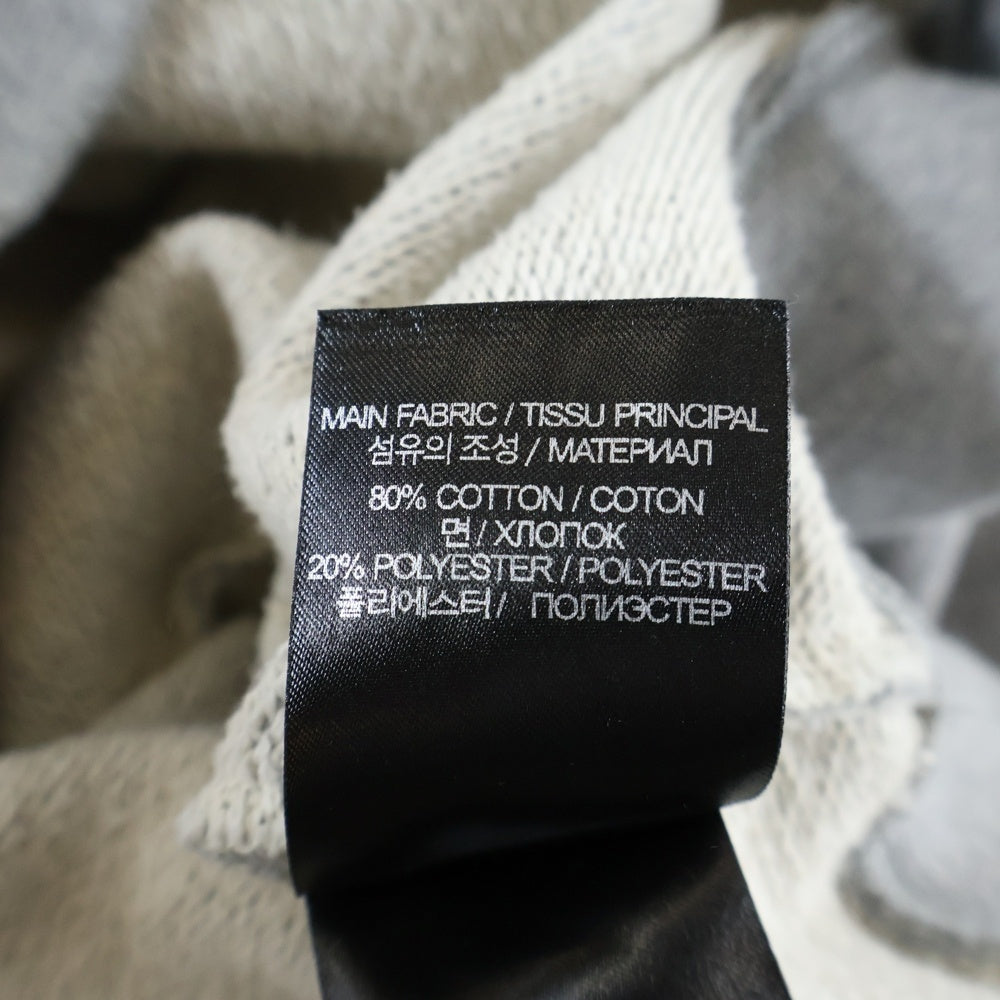 MAIN FABRIC / TISSU PRINCIPAL
섬유의 조성 / МАТЕРИАЛ
80% COTTON / COTON
면 / ХЛОПОК
20% POLYESTER / POLYESTER
폴리에스터 / ПОЛИЭСТЕР